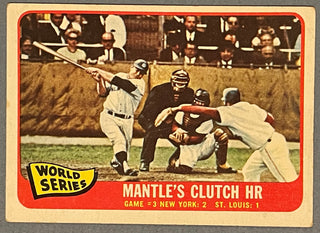 WORLD
SERIES
MANTLE'S CLUTCH HR
GAME #3 NEW YORK: 2 ST. LOUIS: 1